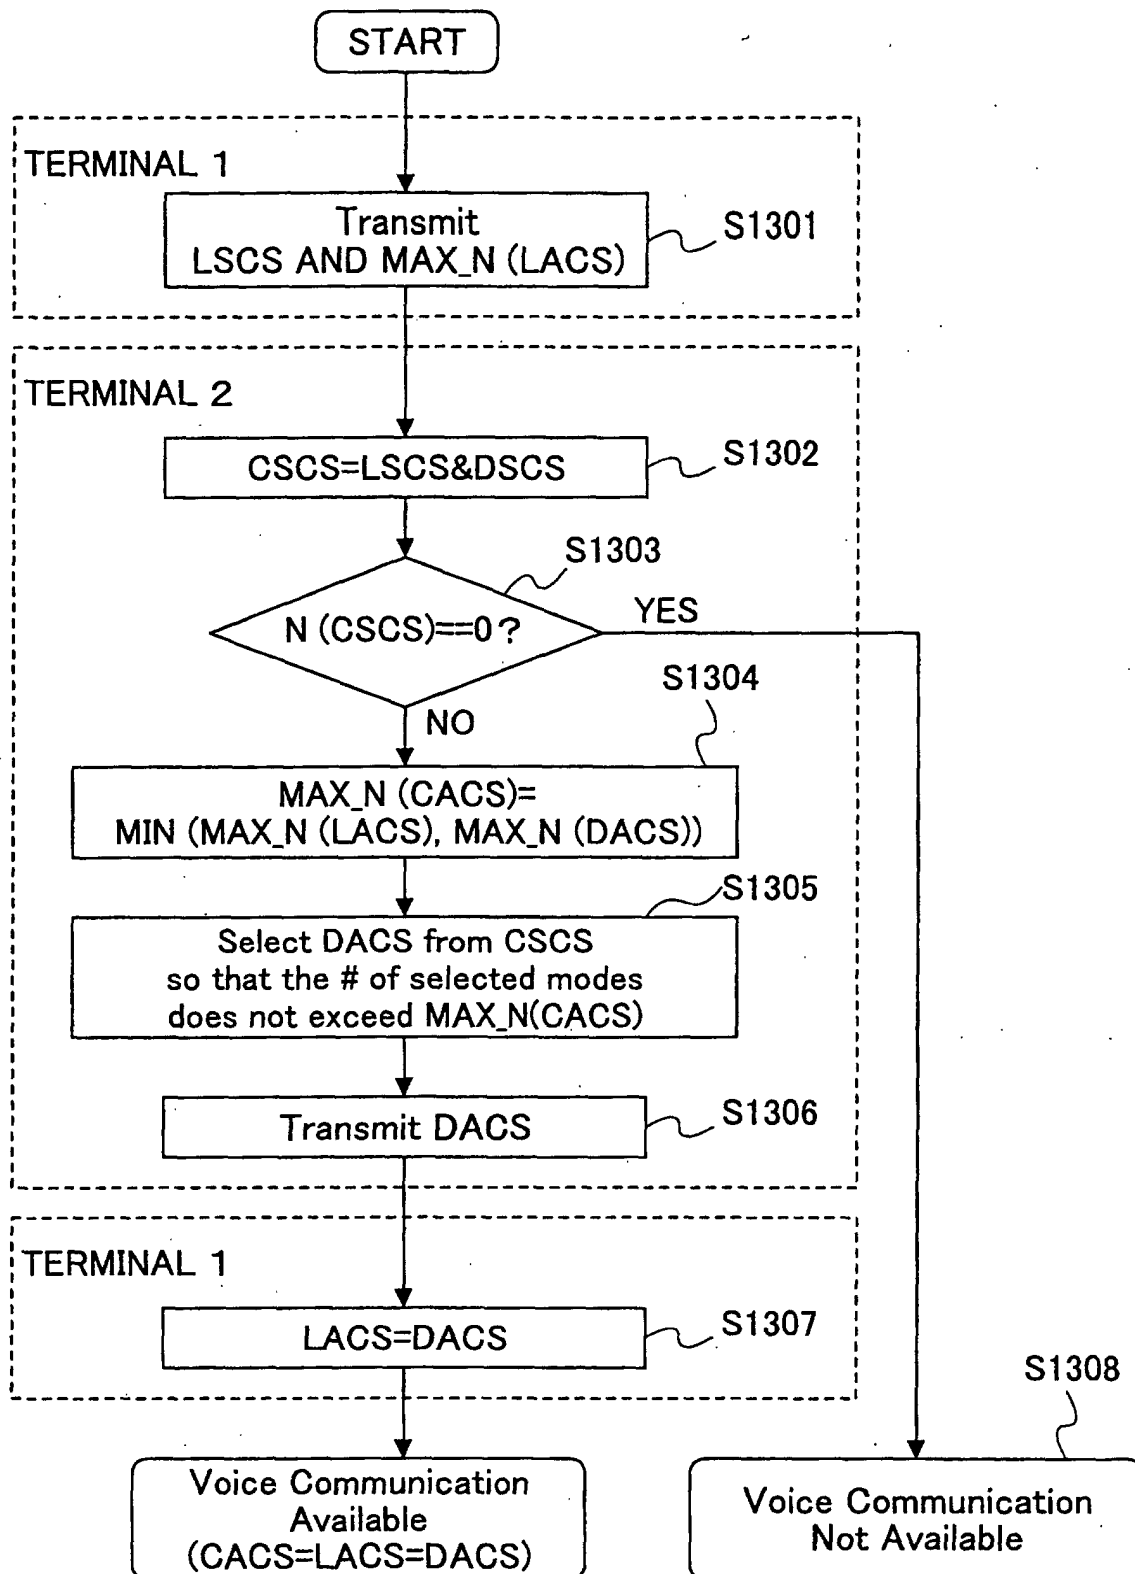 START
TERMINAL 1
Transmit
LSCS AND MAX_N (LACS)
S1301
TERMINAL 2
CSCS=LSCS&DSCS
S1302
N (CSCS)==0?
S1303
YES
NO
S1304
MAX_N (CACS)=
MIN (MAX_N (LACS), MAX_N (DACS))
S1305
Select DACS from CSCS
so that the # of selected modes
does not exceed MAX_N(CACS)
Transmit DACS
S1306
TERMINAL 1
LACS=DACS
S1307
S1308
Voice Communication
Available
(CACS=LACS=DACS)
Voice Communication
Not Available